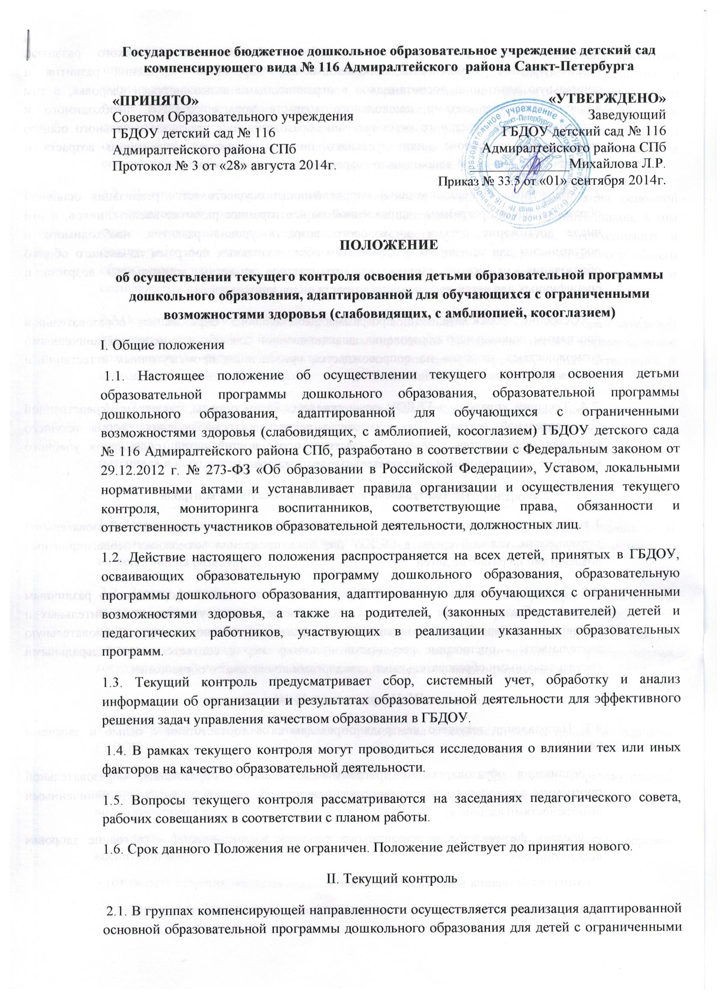 Государственное бюджетное дошкольное образовательное учреждение детский сад
компенсирующего вида № 116 Адмиралтейского района Санкт-Петербурга
«ПРИНЯТО»
Советом Образовательного учреждения
ГБДОУ детский сад № 116
Адмиралтейского района СПб
Протокол № 3 от «28» августа 2014г.
«УТВЕРЖДЕНО»
Заведующий
ГБДОУ детский сад № 116
Адмиралтейского района СПб
Михайлова Л.Р.
Приказ № 33.5 от «01» сентября 2014г.
ПОЛОЖЕНИЕ
об осуществлении текущего контроля освоения детьми образовательной программы
дошкольного образования, адаптированной для обучающихся с ограниченными
возможностями здоровья (слабовидящих, с амблиопией, косоглазием)
I. Общие положения
1.1. Настоящее положение об осуществлении текущего контроля освоения детьми
образовательной программы дошкольного образования, образовательной программы
дошкольного образования, адаптированной для обучающихся с ограниченными
возможностями здоровья (слабовидящих, с амблиопией, косоглазием) ГБДОУ детского сада
№ 116 Адмиралтейского района СПб, разработано в соответствии с Федеральным законом от
29.12.2012 г. № 273-ФЗ «Об образовании в Российской Федерации», Уставом, локальными
нормативными актами и устанавливает правила организации и осуществления текущего
контроля, мониторинга воспитанников, соответствующие права, обязанности и
ответственность участников образовательной деятельности, должностных лиц.
1.2. Действие настоящего положения распространяется на всех детей, принятых в ГБДОУ,
осваивающих образовательную программу дошкольного образования, образовательную
программы дошкольного образования, адаптированную для обучающихся с ограниченными
возможностями здоровья, а также на родителей, (законных представителей) детей и
педагогических работников, участвующих в реализации указанных образовательных
программ.
1.3. Текущий контроль предусматривает сбор, системный учет, обработку и анализ
информации об организации и результатах образовательной деятельности для эффективного
решения задач управления качеством образования в ГБДОУ.
1.4. В рамках текущего контроля могут проводиться исследования о влиянии тех или иных
факторов на качество образовательной деятельности.
1.5. Вопросы текущего контроля рассматриваются на заседаниях педагогического совета,
рабочих совещаниях в соответствии с планом работы.
1.6. Срок данного Положения не ограничен. Положение действует до принятия нового.
II. Текущий контроль
2.1. В группах компенсирующей направленности осуществляется реализация адаптированной
основной образовательной программы дошкольного образования для детей с ограниченными